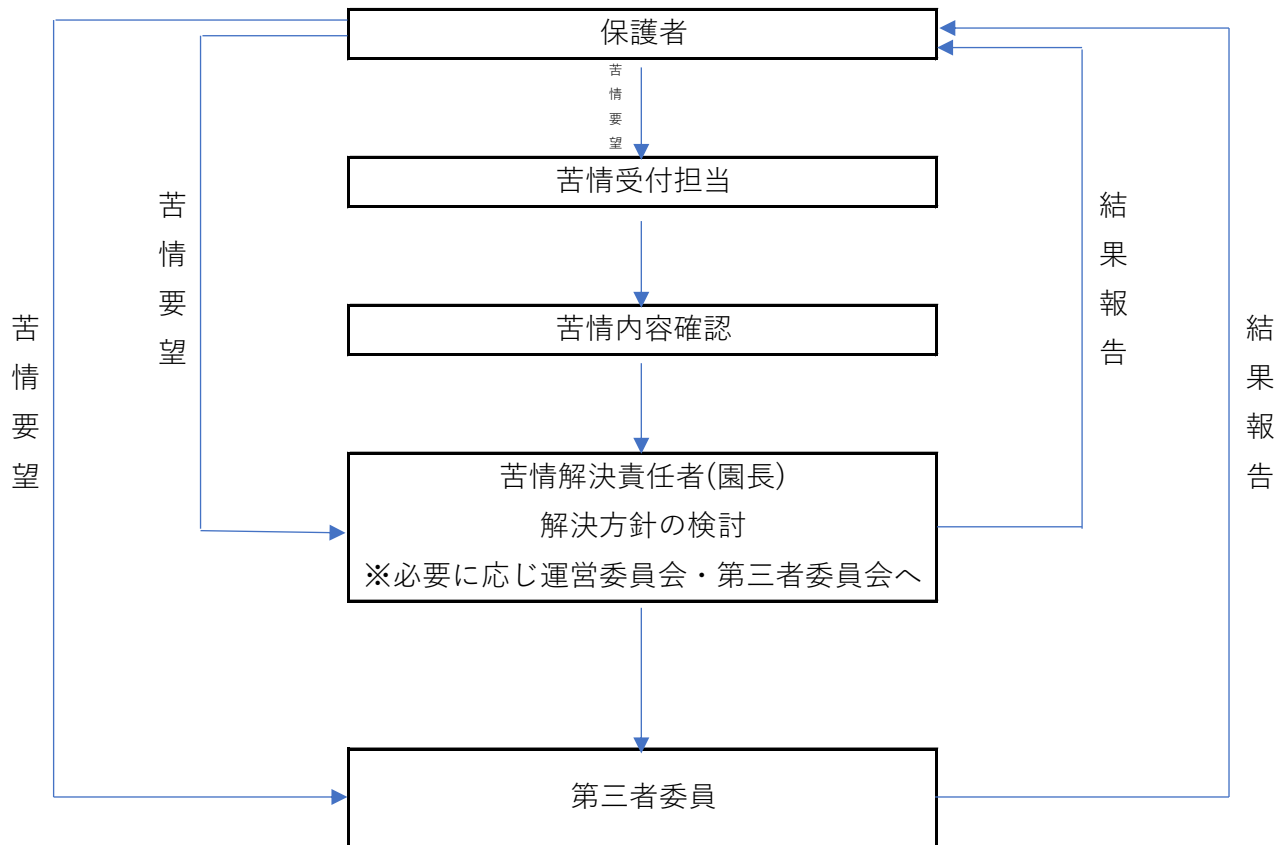 保護者
苦情要望
苦情受付担当
苦情要望
結果報告
苦情内容確認
苦情要望
結果報告
苦情解決責任者(園長)
解決方針の検討
※必要に応じ運営委員会・第三者委員会へ
第三者委員